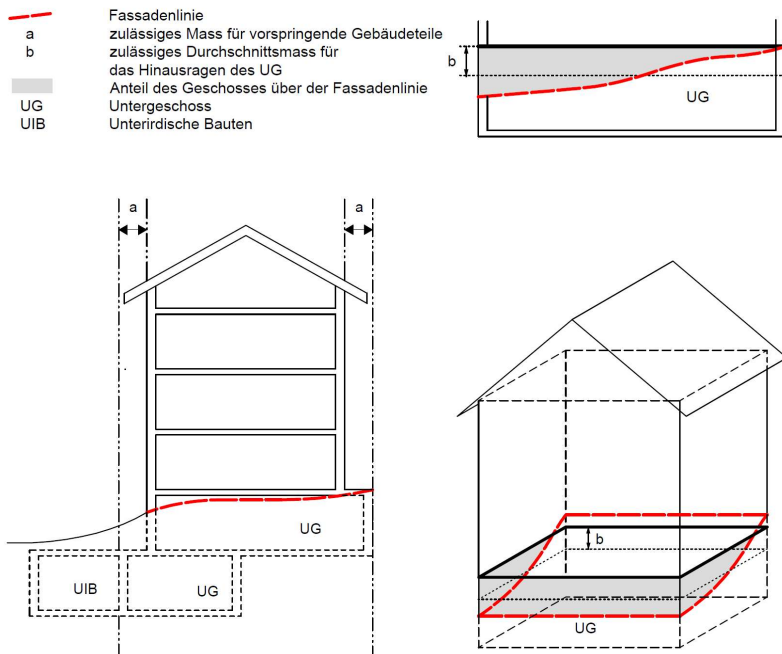 Fassadenlinie
a zulässiges Mass für vorspringende Gebäudeteile
b zulässiges Durchschnittsmass für
das Hinausragen des UG
Anteil des Geschosses über der Fassadenlinie
UG Untergeschoss
UIB Unterirdische Bauten
b
UG
a
a
UG
UIB
UG
b
UG